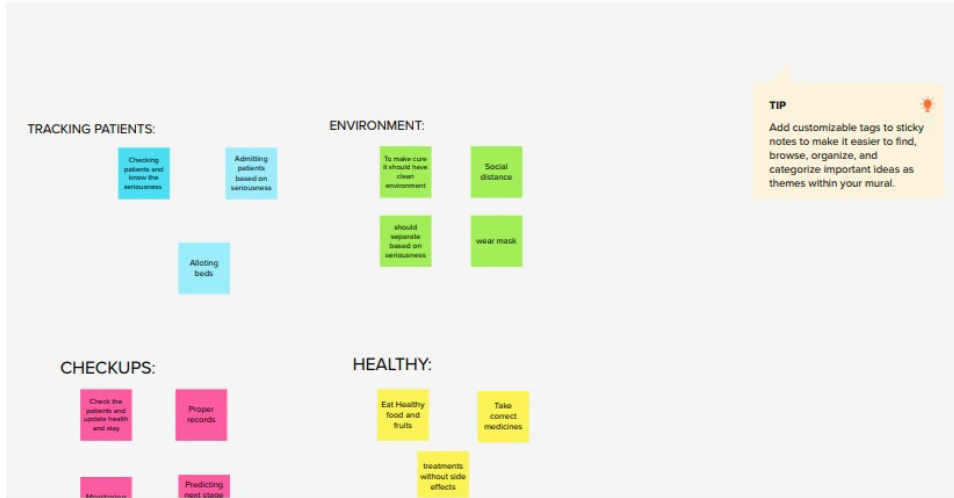 TRACKING PATIENTS:
Checking
patients and
know the
seriousness
Admitting
patients
based on
seriousness
Alloting
beds
ENVIRONMENT:
To make cure
it should have
clean
environment
Social
distance
should
separate
based on
seriousness
wear mask
TIP
Add customizable tags to sticky
notes to make it easier to find,
browse, organize, and
categorize important ideas as
themes within your mural.
CHECKUPS:
Check the
patients and
update health
and stay
Proper
records
Monitoring
Predicting
next stage
HEALTHY:
Eat Healthy
food and
fruits
Take
correct
medicines
treatments
without side
effects